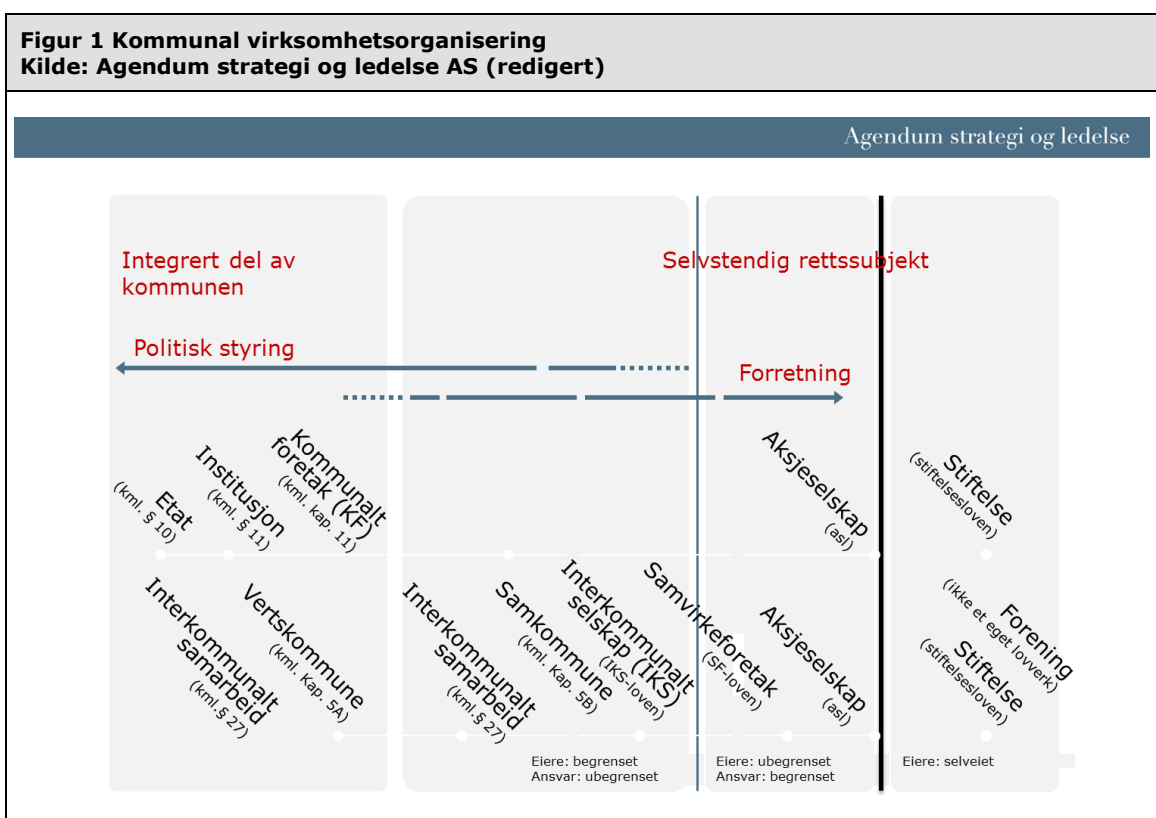 Figur 1 Kommunal virksomhetsorganisering
Kilde: Agendum strategi og ledelse AS (redigert)
Agendum strategi og ledelse
Integrert del av
kommunen
Selvstendig rettssubjekt
Politisk styring
Forretning
Etat
(kml. § 10)
Institusjon
(kml. § 11)
Kommunalt
foretak (KF)
(kml. kap. 11)
Aksjeselskap
(asl)
Stiftelse
(stiftelsesloven)
Interkommunalt
samarbeid
(kml.§ 27)
Vertskommune
(kml. Kap. 5A)
Interkommunalt
samarbeid
(kml.§ 27)
Samkommune
(kml. Kap. 5B)
Interkommunalt
selskap (IKS)
(IKS-loven)
Samvirkeforetak
(SF-loven)
Aksjeselskap
(asl)
Forening
(ikke et eget lovverk)
Stiftelse
(stiftelsesloven)
Eiere: begrenset
Ansvar: ubegrenset
Eiere: ubegrenset
Ansvar: begrenset
Eiere: selveiet